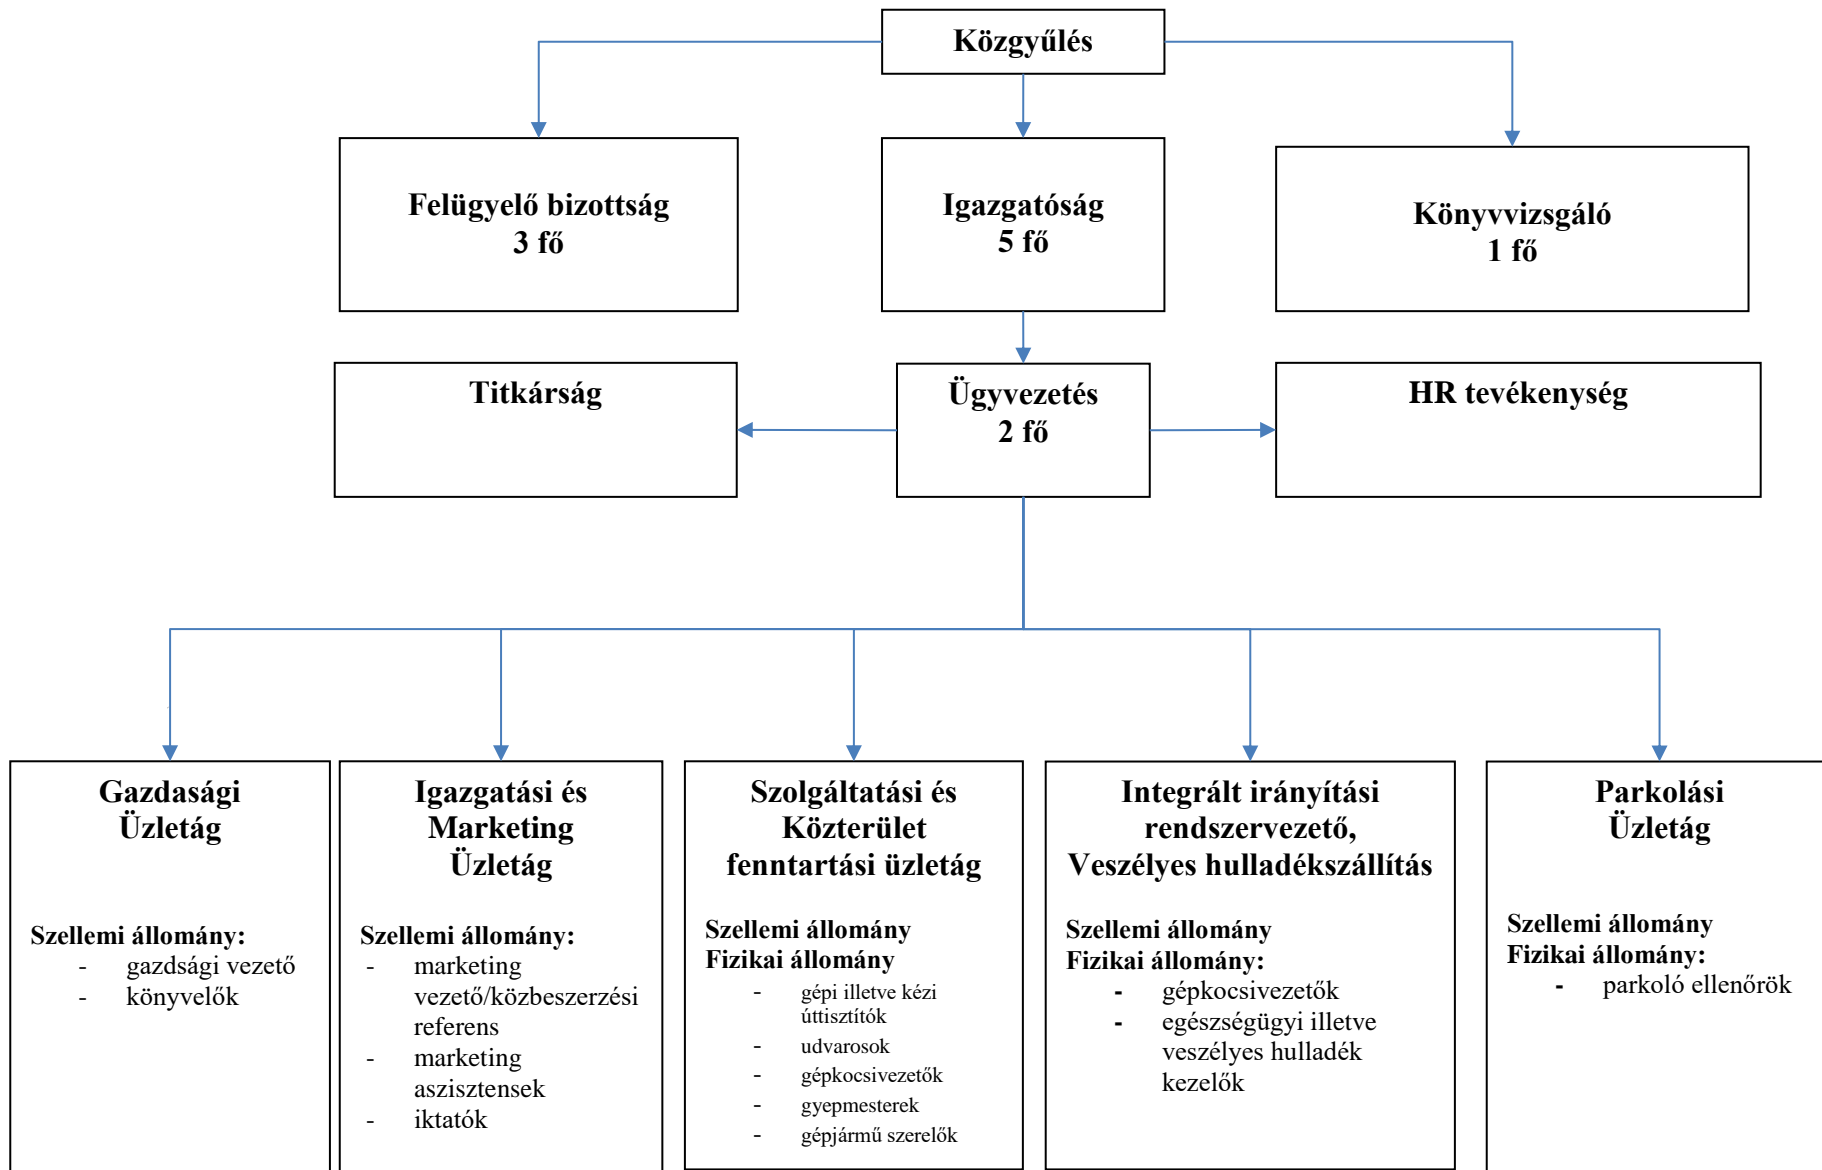 Közgyűlés
Felügyelő bizottság
3 fő
Igazgatóság
5 fő
Könyvvizsgáló
1 fő
Titkárság
Ügyvezetés
2 fő
HR tevékenység
Gazdasági
Üzletág
Szellemi állomány:
- gazdsági vezető
- könyvelők
Igazgatási és
Marketing
Üzletág
Szellemi állomány:
- marketing
vezető/közbeszerzési
referens
- marketing
aszisztensek
- iktatók
Szolgáltatási és
Közterület
fenntartási üzletág
Szellemi állomány
Fizikai állomány
- gépi illetve kézi
úttisztítók
- udvarosok
- gépkocsivezetők
- gyepmesterek
- gépjármű szerelők
Integrált irányítási
rendszervezető,
Veszélyes hulladékszállítás
Szellemi állomány
Fizikai állomány:
- gépkocsivezetők
- egészségügyi illetve
veszélyes hulladék
kezelők
Parkolási
Üzletág
Szellemi állomány
Fizikai állomány:
- parkoló ellenőrök